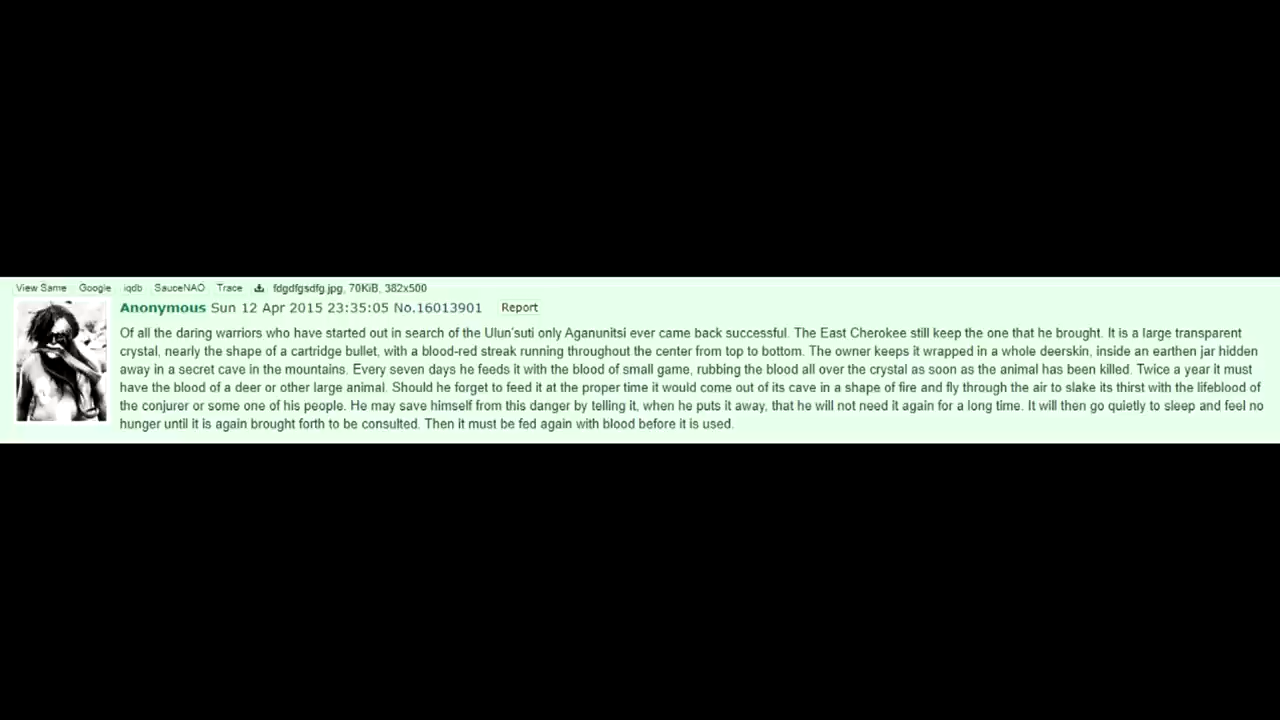 View Same Google iqdb SauceNAO Trace fdgdfgsdfg.jpg, 70KiB, 382x500
Anonymous Sun 12 Apr 2015 23:35:05 No.16013901 Report
Of all the daring warriors who have started out in search of the Ulun'suti only Aganunitsi ever came back successful. The East Cherokee still keep the one that he brought. It is a large transparent
crystal, nearly the shape of a cartridge bullet, with a blood-red streak running throughout the center from top to bottom. The owner keeps it wrapped in a whole deerskin, inside an earthen jar hidden
away in a secret cave in the mountains. Every seven days he feeds it with the blood of small game, rubbing the blood all over the crystal as soon as the animal has been killed. Twice a year it must
have the blood of a deer or other large animal. Should he forget to feed it at the proper time it would come out of its cave in a shape of fire and fly through the air to slake its thirst with the lifeblood of
the conjurer or some one of his people. He may save himself from this danger by telling it, when he puts it away, that he will not need it again for a long time. It will then go quietly to sleep and feel no
hunger until it is again brought forth to be consulted. Then it must be fed again with blood before it is used.